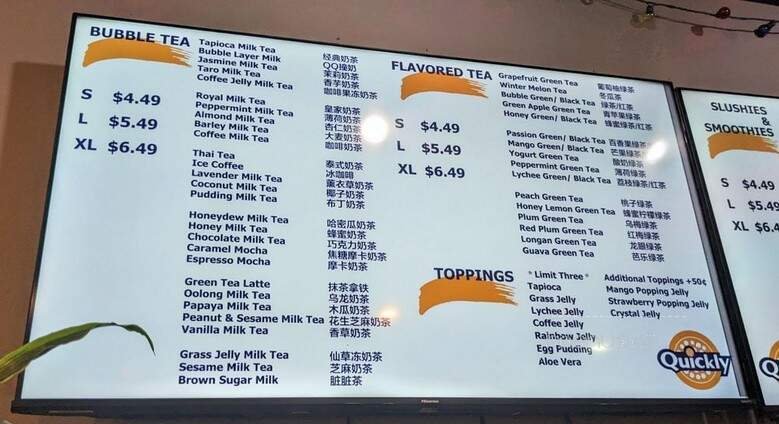 BUBBLE TEA
S $4.49
L $5.49
XL $6.49
Tapioca Milk Tea 经典奶茶
Bubble Layer Milk QQ撞奶
Jasmine Milk Tea 茉莉奶茶
Taro Milk Tea 香芋奶茶
Coffee Jelly Milk Tea 咖啡果冻奶茶
Royal Milk Tea 皇家奶茶
Peppermint Milk Tea 薄荷奶茶
Almond Milk Tea 杏仁奶茶
Barley Milk Tea 大麦奶茶
Coffee Milk Tea 咖啡奶茶
Thai Tea 泰式奶茶
Ice Coffee 冰咖啡
Lavender Milk Tea 薰衣草奶茶
Coconut Milk Tea 椰子奶茶
Pudding Milk Tea 布丁奶茶
Honeydew Milk Tea 哈密瓜奶茶
Honey Milk Tea 蜂蜜奶茶
Chocolate Milk Tea 巧克力奶茶
Caramel Mocha 焦糖摩卡奶茶
Espresso Mocha 摩卡奶茶
Green Tea Latte 抹茶拿铁
Oolong Milk Tea 乌龙奶茶
Papaya Milk Tea 木瓜奶茶
Peanut & Sesame Milk Tea 花生芝麻奶茶
Vanilla Milk Tea 香草奶茶
Grass Jelly Milk Tea 仙草冻奶茶
Sesame Milk Tea 芝麻奶茶
Brown Sugar Milk 脏脏茶
FLAVORED TEA
S $4.49
L $5.49
XL $6.49
Grapefruit Green Tea 葡萄柚绿茶
Winter Melon Tea 冬瓜茶
Bubble Green/ Black Tea 绿茶/红茶
Green Apple Green Tea 青苹果绿茶
Honey Green/ Black Tea 蜂蜜绿茶/红茶
Passion Green/ Black Tea 百香果绿茶
Mango Green/ Black Tea 芒果绿茶
Yogurt Green Tea 酸奶绿茶
Peppermint Green Tea 薄荷绿茶
Lychee Green/ Black Tea 荔枝绿茶/红茶
Peach Green Tea 桃子绿茶
Honey Lemon Green Tea 蜂蜜柠檬绿茶
Plum Green Tea 乌梅绿茶
Red Plum Green Tea 红梅绿茶
Longan Green Tea 龙眼绿茶
Guava Green Tea 芭乐绿茶
TOPPINGS
* Limit Three *
Tapioca
Grass Jelly
Lychee Jelly
Coffee Jelly
Rainbow Jelly
Egg Pudding
Aloe Vera
Additional Toppings +50¢
Mango Popping Jelly
Strawberry Popping Jelly
Crystal Jelly
Quickly
Hisense
SLUSHIES
&
SMOOTHIES
S $4.49
L $5.49
XL $6.4
Q